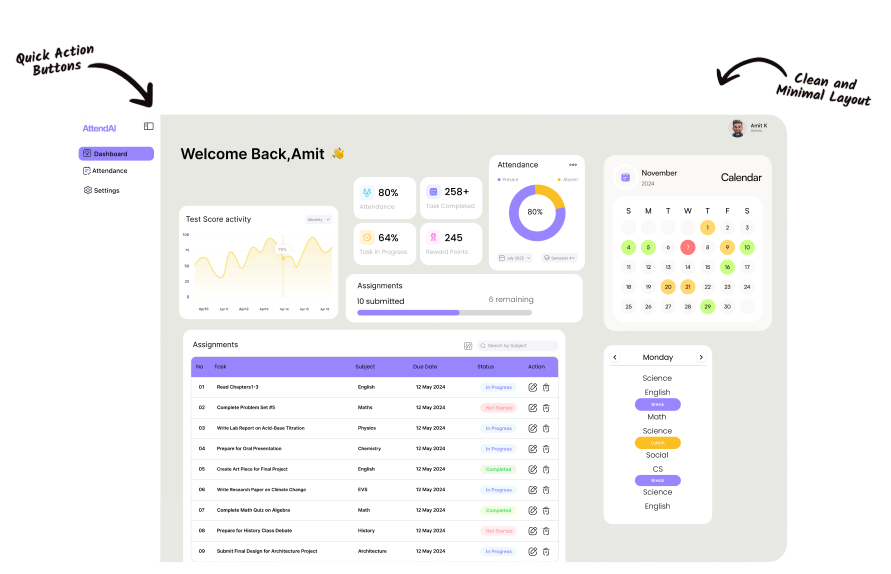 Quick Action
Buttons
Clean and
Minimal Layout
AttendAI
Dashboard
Attendance
Settings
Amit K
Welcome Back,Amit 👋
Test Score activity
Monthly
100
75
50
25
0
Apr10
Apr 11
Apr12
Apr13
Apr 14
Apr 15
Apr 16
80%
Attendance
258+
Task Completed
64%
Task In Progress
245
Reward Points
Attendance
Present
Absent
80%
July 2023
Semester 4
Assignments
10 submitted
6 remaining
November
2024
Calendar
S M T W T F S
1 2 3
4 5 6 7 8 9 10
11 12 13 14 15 16 17
18 19 20 21 22 23 24
25 26 27 28 29 30
Assignments
Search by Subject
No Task Subject Due Date Status Action
01 Read Chapters1-3 English 12 May 2024 In Progress
02 Complete Problem Set #5 Maths 12 May 2024 Not Started
03 Write Lab Report on Acid-Base Titration Physics 12 May 2024 In Progress
04 Prepare for Oral Presentation Chemistry 12 May 2024 In Progress
05 Create Art Piece for Final Project English 12 May 2024 Completed
06 Write Research Paper on Climate Change EVS 12 May 2024 In Progress
07 Complete Math Quiz on Algebra Math 12 May 2024 Completed
08 Prepare for History Class Debate History 12 May 2024 Not Started
09 Submit Final Design for Architecture Project Architecture 12 May 2024 In Progress
Monday
Science
English
Break
Math
Science
Lunch
Social
CS
Break
Science
English